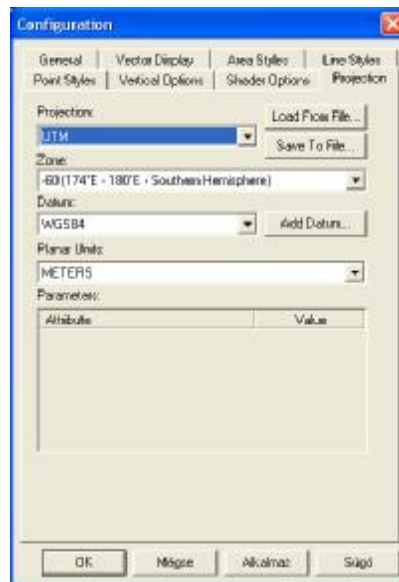 Configuration
General Vector Display Area Styles Line Styles
Point Styles Vertical Options Shader Options Projection
Projection:
Load From File...
UTM
Save To File...
Zone:
-60 (174°E - 180°E - Southern Hemisphere)
Datum:
WGS84
Add Datum...
Planar Units:
METERS
Parameters:
Attribute Value
OK Mégse Alkalmaz Súgó